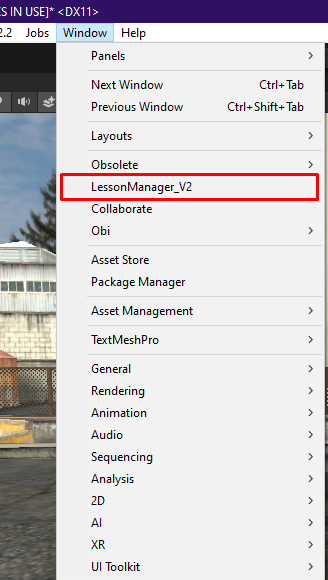 ES IN USE]* <DX11>
2.2 Jobs Window Help
Panels
Next Window Ctrl+Tab
Previous Window Ctrl+Shift+Tab
Layouts
Obsolete
LessonManager_V2
Collaborate
Obi
Asset Store
Package Manager
Asset Management
TextMeshPro
General
Rendering
Animation
Audio
Sequencing
Analysis
2D
AI
XR
UI Toolkit